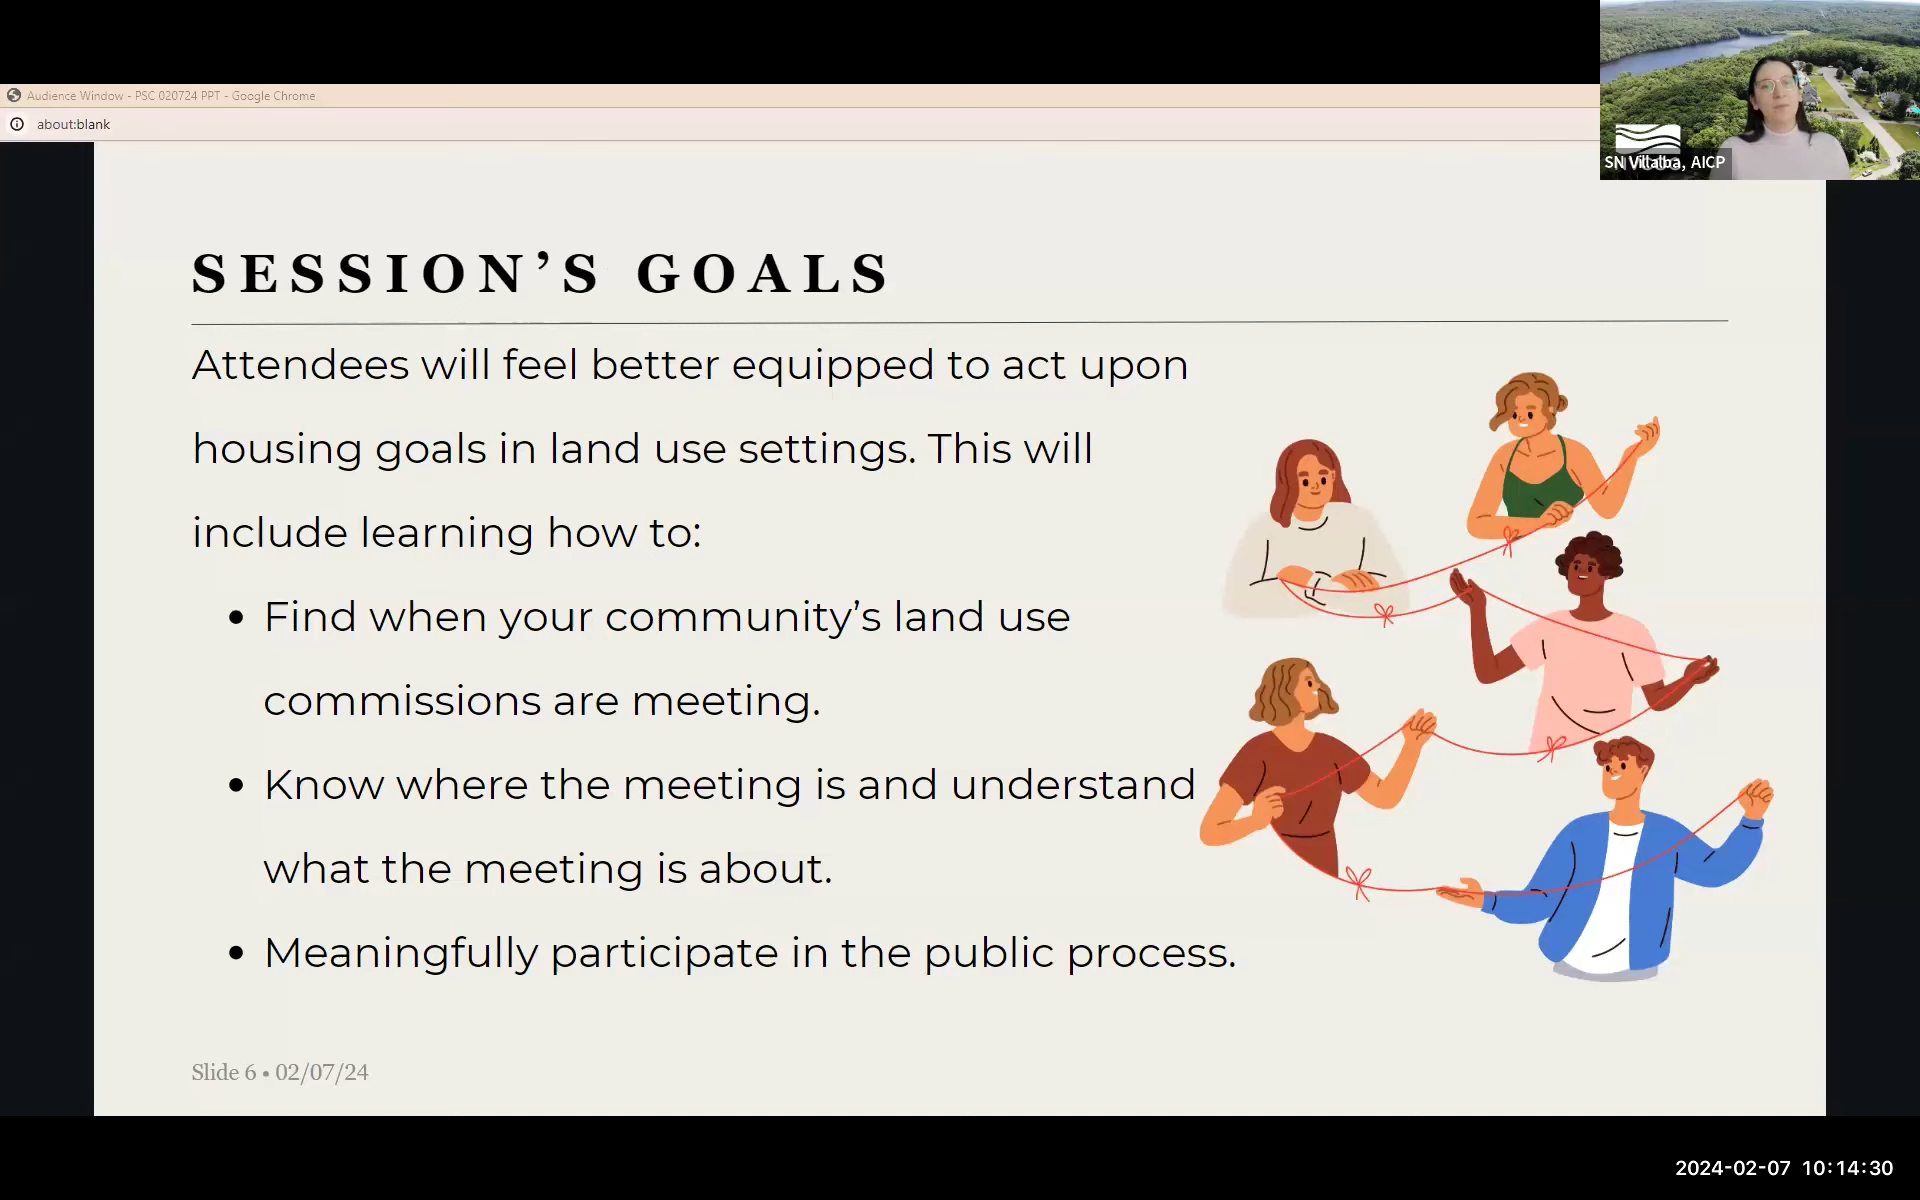 Audience Window - PSC 020724 PPT - Google Chrome
about:blank
SN Villalba, AICP
SESSION’S GOALS
Attendees will feel better equipped to act upon
housing goals in land use settings. This will
include learning how to:
• Find when your community’s land use
commissions are meeting.
• Know where the meeting is and understand
what the meeting is about.
• Meaningfully participate in the public process.
Slide 6 • 02/07/24
2024-02-07 10:14:30